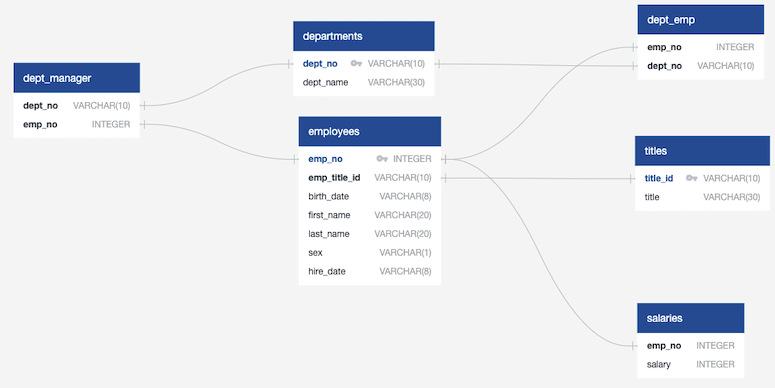 dept_manager
dept_no VARCHAR(10)
emp_no INTEGER
departments
dept_no VARCHAR(10)
dept_name VARCHAR(30)
employees
emp_no INTEGER
emp_title_id VARCHAR(10)
birth_date VARCHAR(8)
first_name VARCHAR(20)
last_name VARCHAR(20)
sex VARCHAR(1)
hire_date VARCHAR(8)
dept_emp
emp_no INTEGER
dept_no VARCHAR(10)
titles
title_id VARCHAR(10)
title VARCHAR(30)
salaries
emp_no INTEGER
salary INTEGER